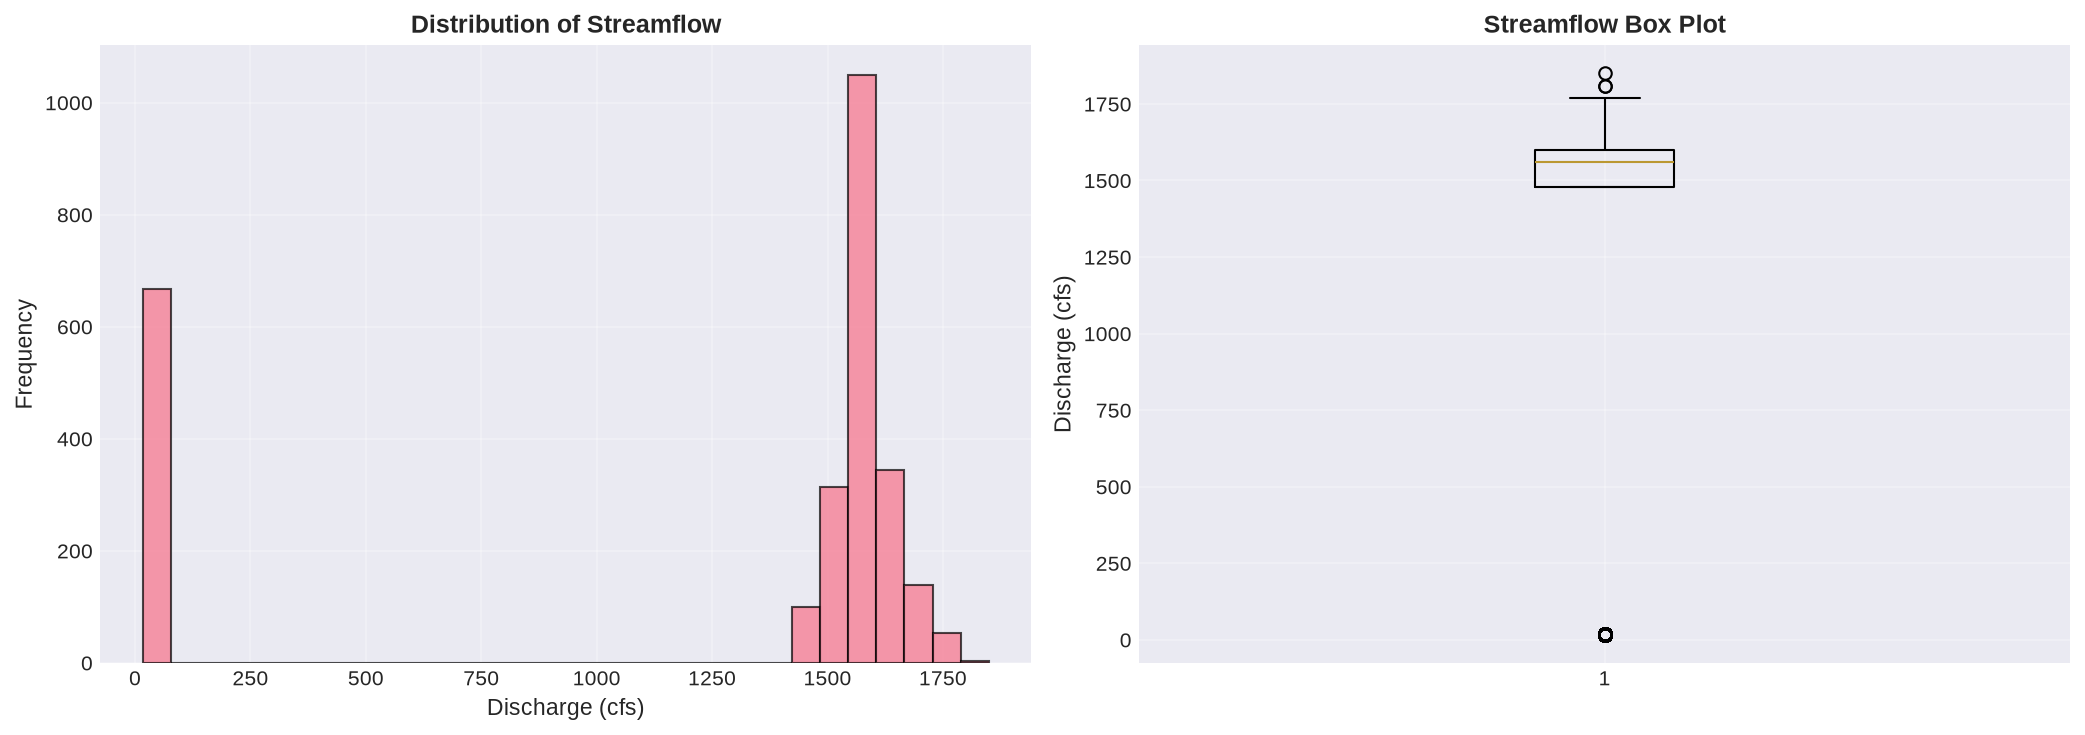 Distribution of Streamflow
1000
800
600
400
200
0
Frequency
0 250 500 750 1000 1250 1500 1750
Discharge (cfs)
Streamflow Box Plot
1750
1500
1250
1000
750
500
250
0
Discharge (cfs)
1